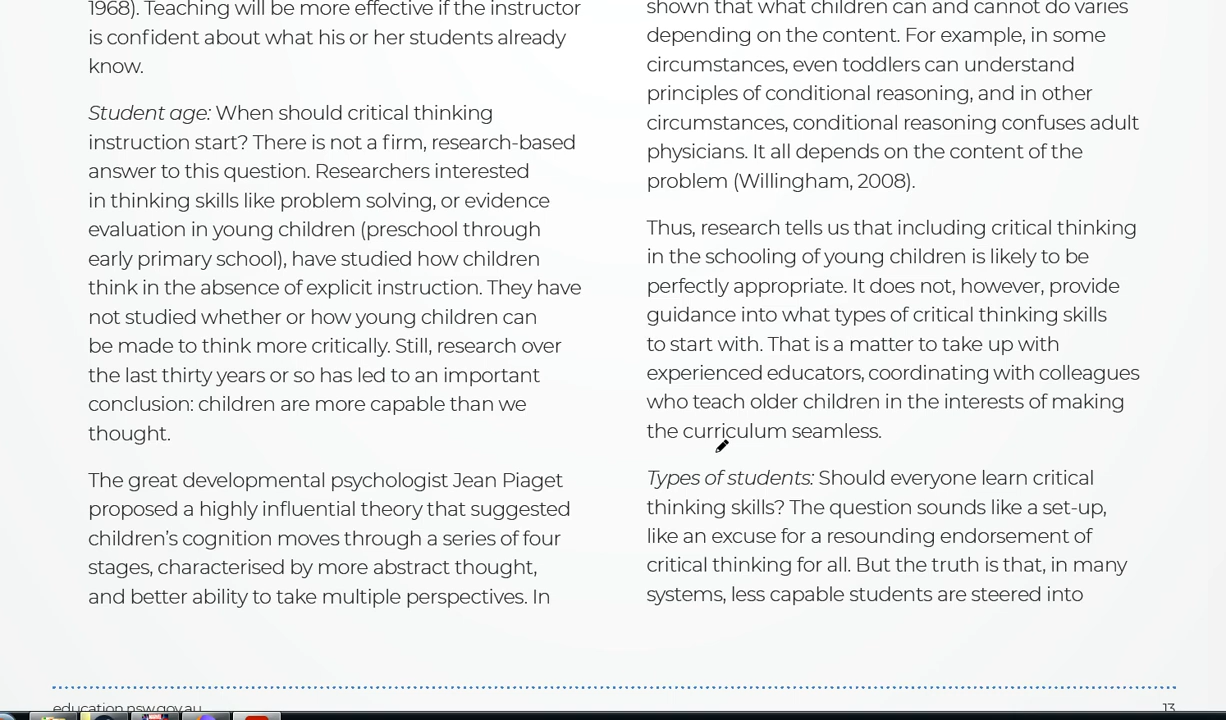 1968). Teaching will be more effective if the instructor
is confident about what his or her students already
know.
Student age: When should critical thinking
instruction start? There is not a firm, research-based
answer to this question. Researchers interested
in thinking skills like problem solving, or evidence
evaluation in young children (preschool through
early primary school), have studied how children
think in the absence of explicit instruction. They have
not studied whether or how young children can
be made to think more critically. Still, research over
the last thirty years or so has led to an important
conclusion: children are more capable than we
thought.
The great developmental psychologist Jean Piaget
proposed a highly influential theory that suggested
children’s cognition moves through a series of four
stages, characterised by more abstract thought,
and better ability to take multiple perspectives. In
shown that what children can and cannot do varies
depending on the content. For example, in some
circumstances, even toddlers can understand
principles of conditional reasoning, and in other
circumstances, conditional reasoning confuses adult
physicians. It all depends on the content of the
problem (Willingham, 2008).
Thus, research tells us that including critical thinking
in the schooling of young children is likely to be
perfectly appropriate. It does not, however, provide
guidance into what types of critical thinking skills
to start with. That is a matter to take up with
experienced educators, coordinating with colleagues
who teach older children in the interests of making
the curriculum seamless.
Types of students: Should everyone learn critical
thinking skills? The question sounds like a set-up,
like an excuse for a resounding endorsement of
critical thinking for all. But the truth is that, in many
systems, less capable students are steered into
education.nsw.gov.au
13